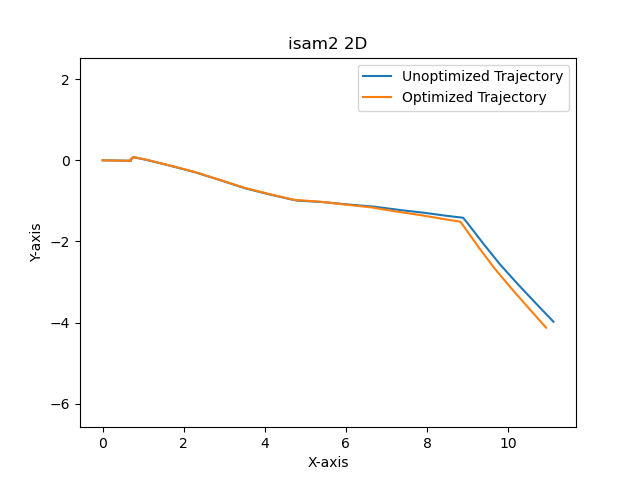 isam2 2D
Unoptimized Trajectory
Optimized Trajectory
2
0
−2
−4
−6
Y-axis
0 2 4 6 8 10
X-axis